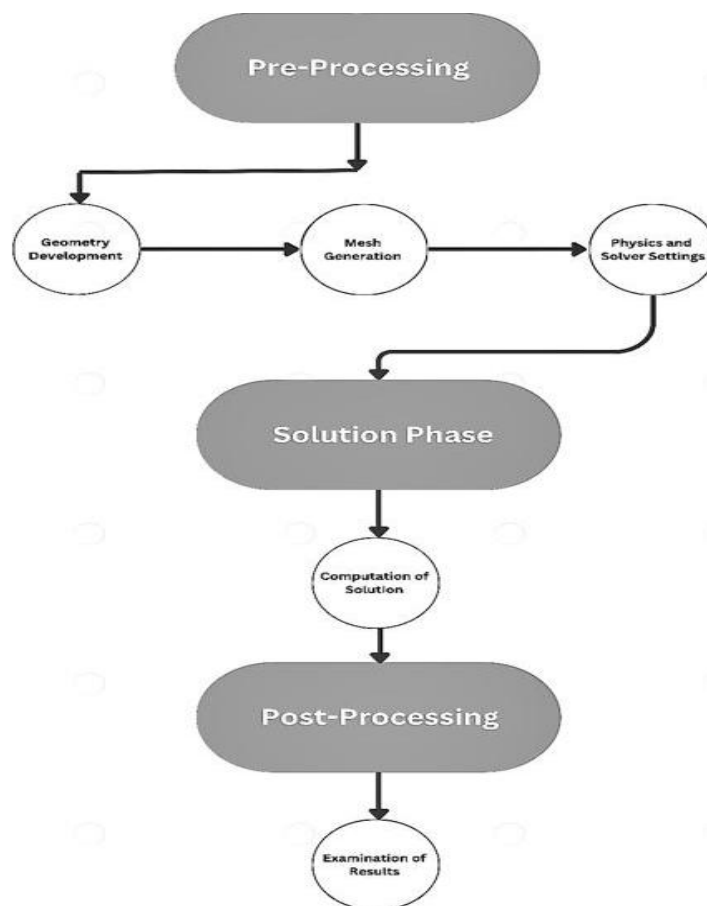 Pre-Processing
Geometry
Development
Mesh
Generation
Physics and
Solver Settings
Solution Phase
Computation of
Solution
Post-Processing
Examination of
Results